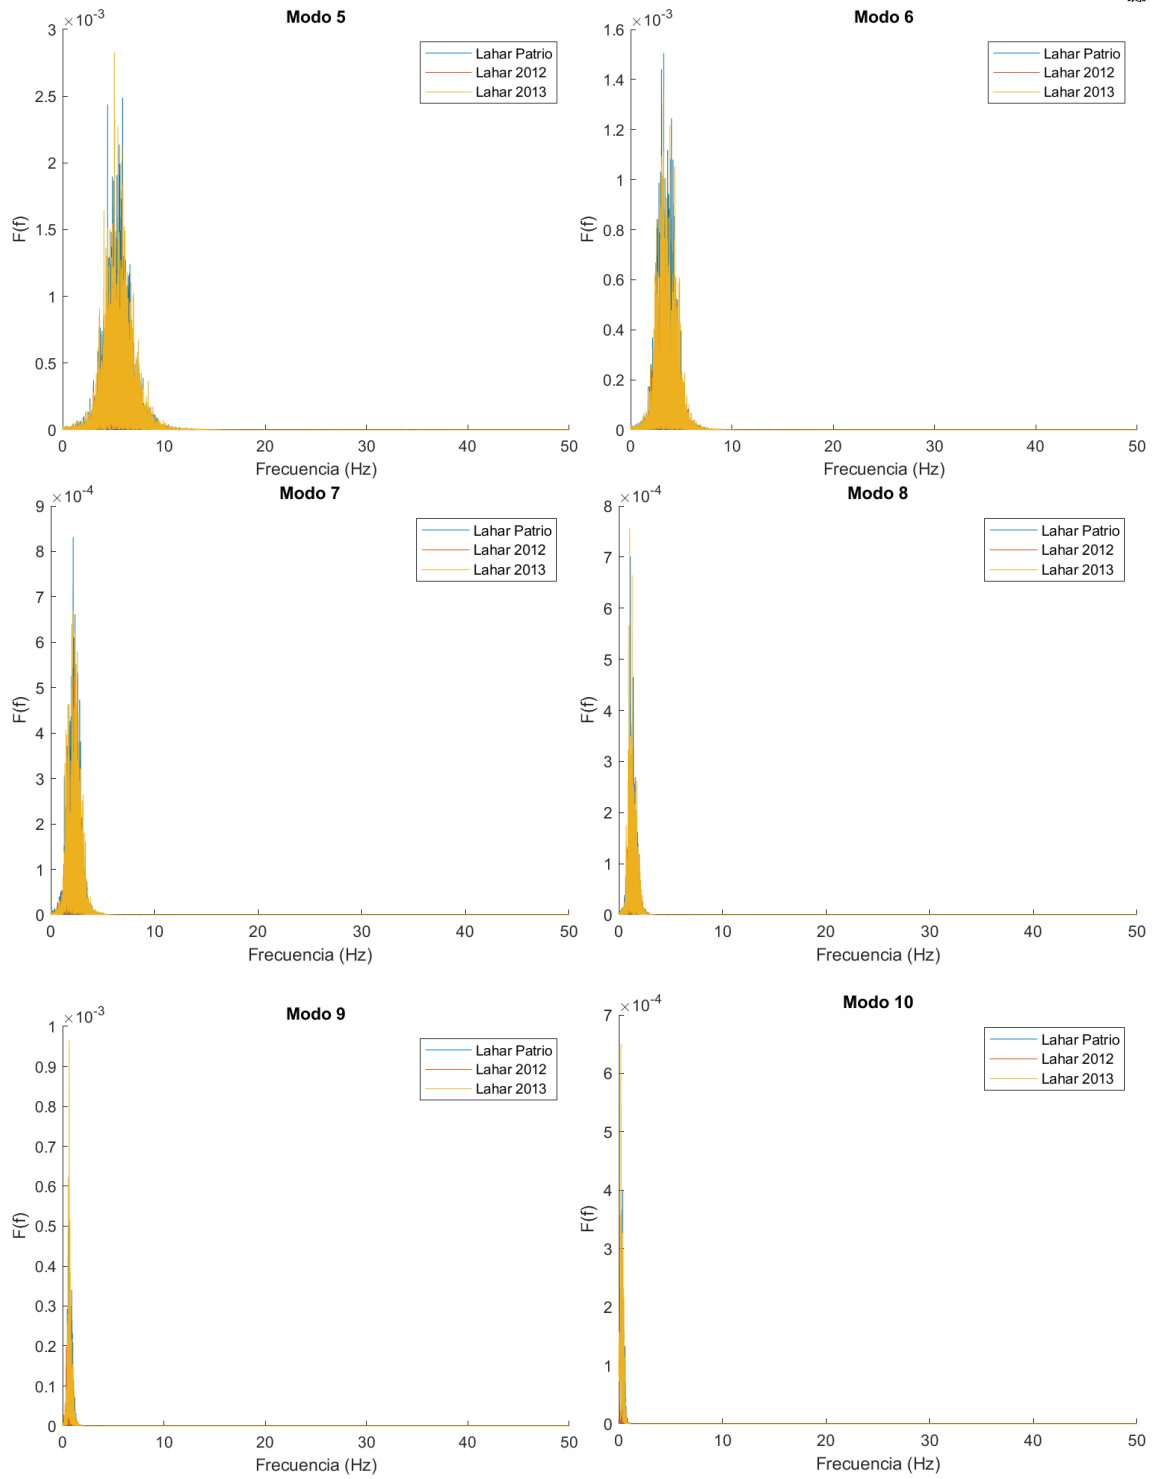 Modo 5
×10⁻³
3
2.5
2
1.5
1
0.5
0
F(f)
0 10 20 30 40 50
Frecuencia (Hz)
Lahar Patrio
Lahar 2012
Lahar 2013
Modo 6
×10⁻³
1.6
1.4
1.2
1
0.8
0.6
0.4
0.2
0
F(f)
0 10 20 30 40 50
Frecuencia (Hz)
Lahar Patrio
Lahar 2012
Lahar 2013
Modo 7
×10⁻⁴
9
8
7
6
5
4
3
2
1
0
F(f)
0 10 20 30 40 50
Frecuencia (Hz)
Lahar Patrio
Lahar 2012
Lahar 2013
Modo 8
×10⁻⁴
8
7
6
5
4
3
2
1
0
F(f)
0 10 20 30 40 50
Frecuencia (Hz)
Lahar Patrio
Lahar 2012
Lahar 2013
Modo 9
×10⁻³
1
0.9
0.8
0.7
0.6
0.5
0.4
0.3
0.2
0.1
0
F(f)
0 10 20 30 40 50
Frecuencia (Hz)
Lahar Patrio
Lahar 2012
Lahar 2013
Modo 10
×10⁻⁴
7
6
5
4
3
2
1
0
F(f)
0 10 20 30 40 50
Frecuencia (Hz)
Lahar Patrio
Lahar 2012
Lahar 2013